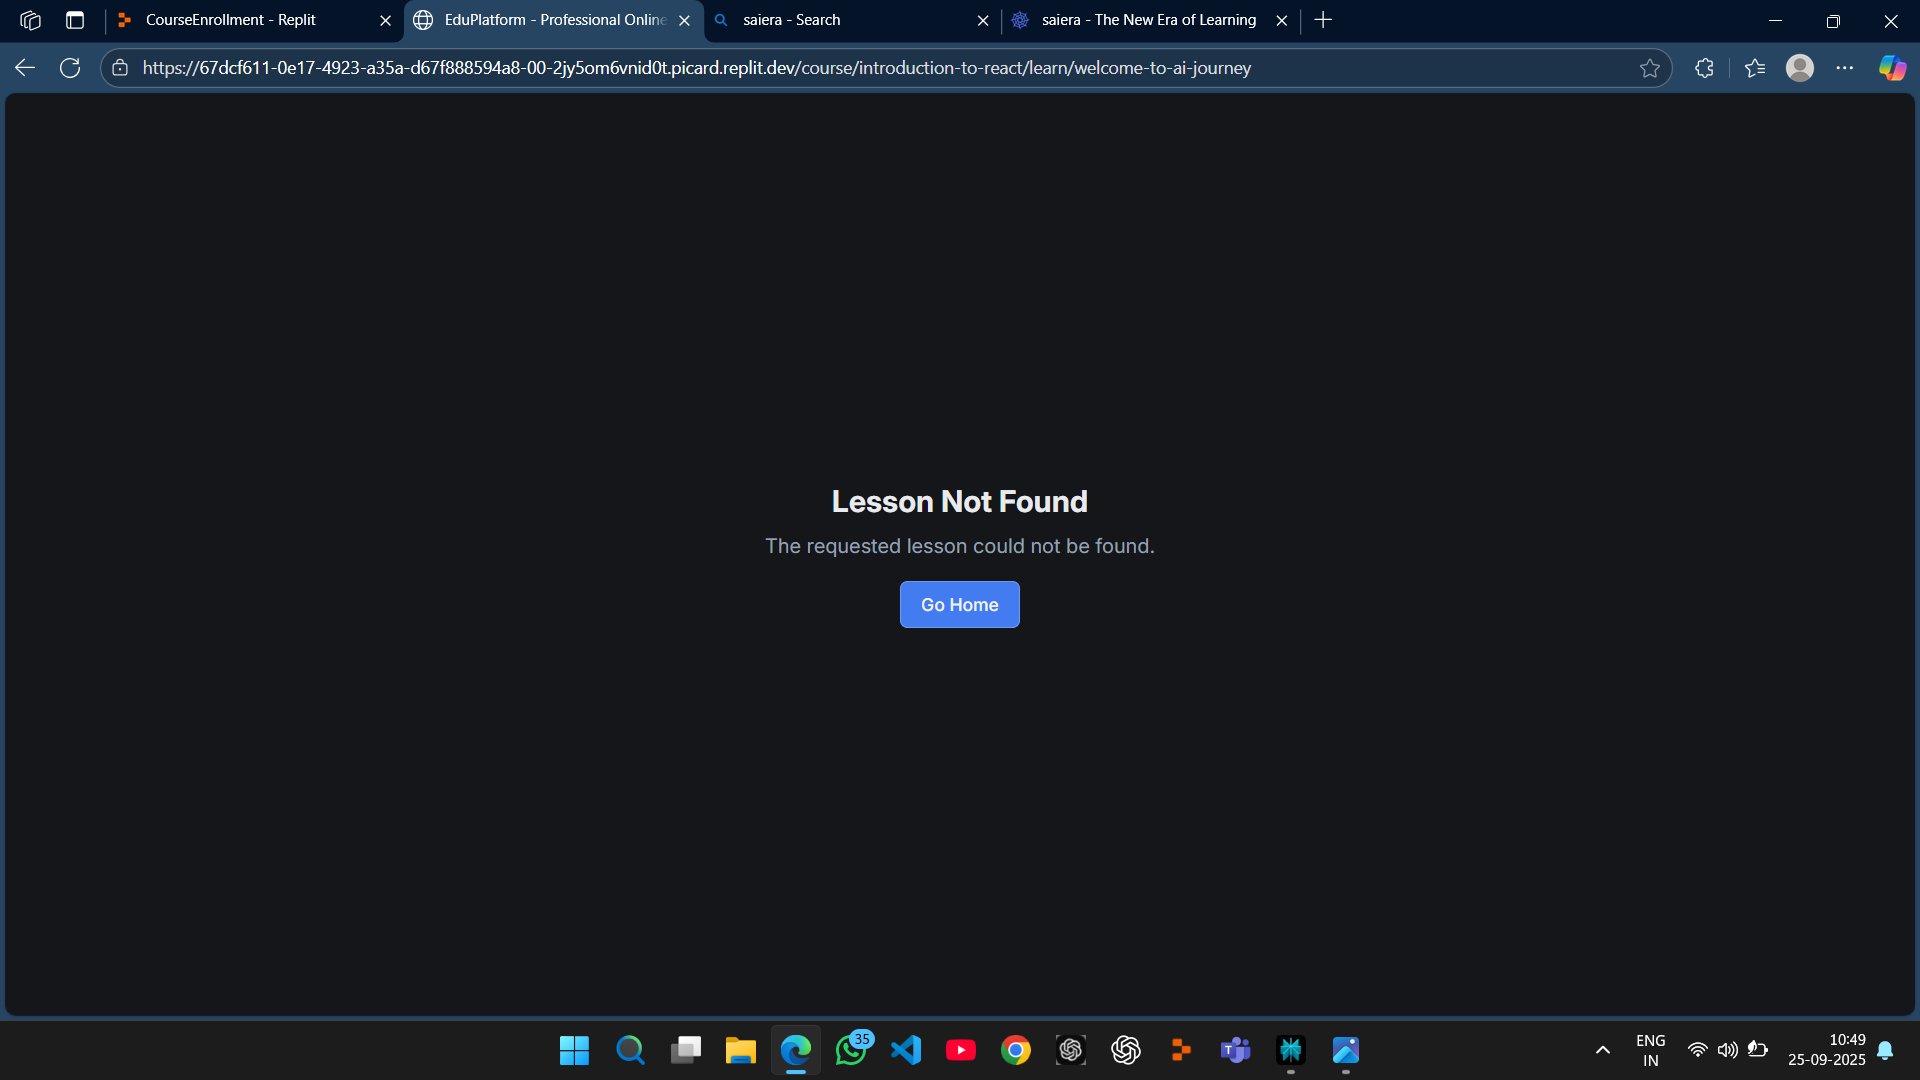 CourseEnrollment - Replit
EduPlatform - Professional Online
saiera - Search
saiera - The New Era of Learning
https://67dcf611-0e17-4923-a35a-d67f888594a8-00-2jy5om6vnid0t.picard.replit.dev/course/introduction-to-react/learn/welcome-to-ai-journey
Lesson Not Found
The requested lesson could not be found.
Go Home
35
T
ENG
IN
10:49
25-09-2025